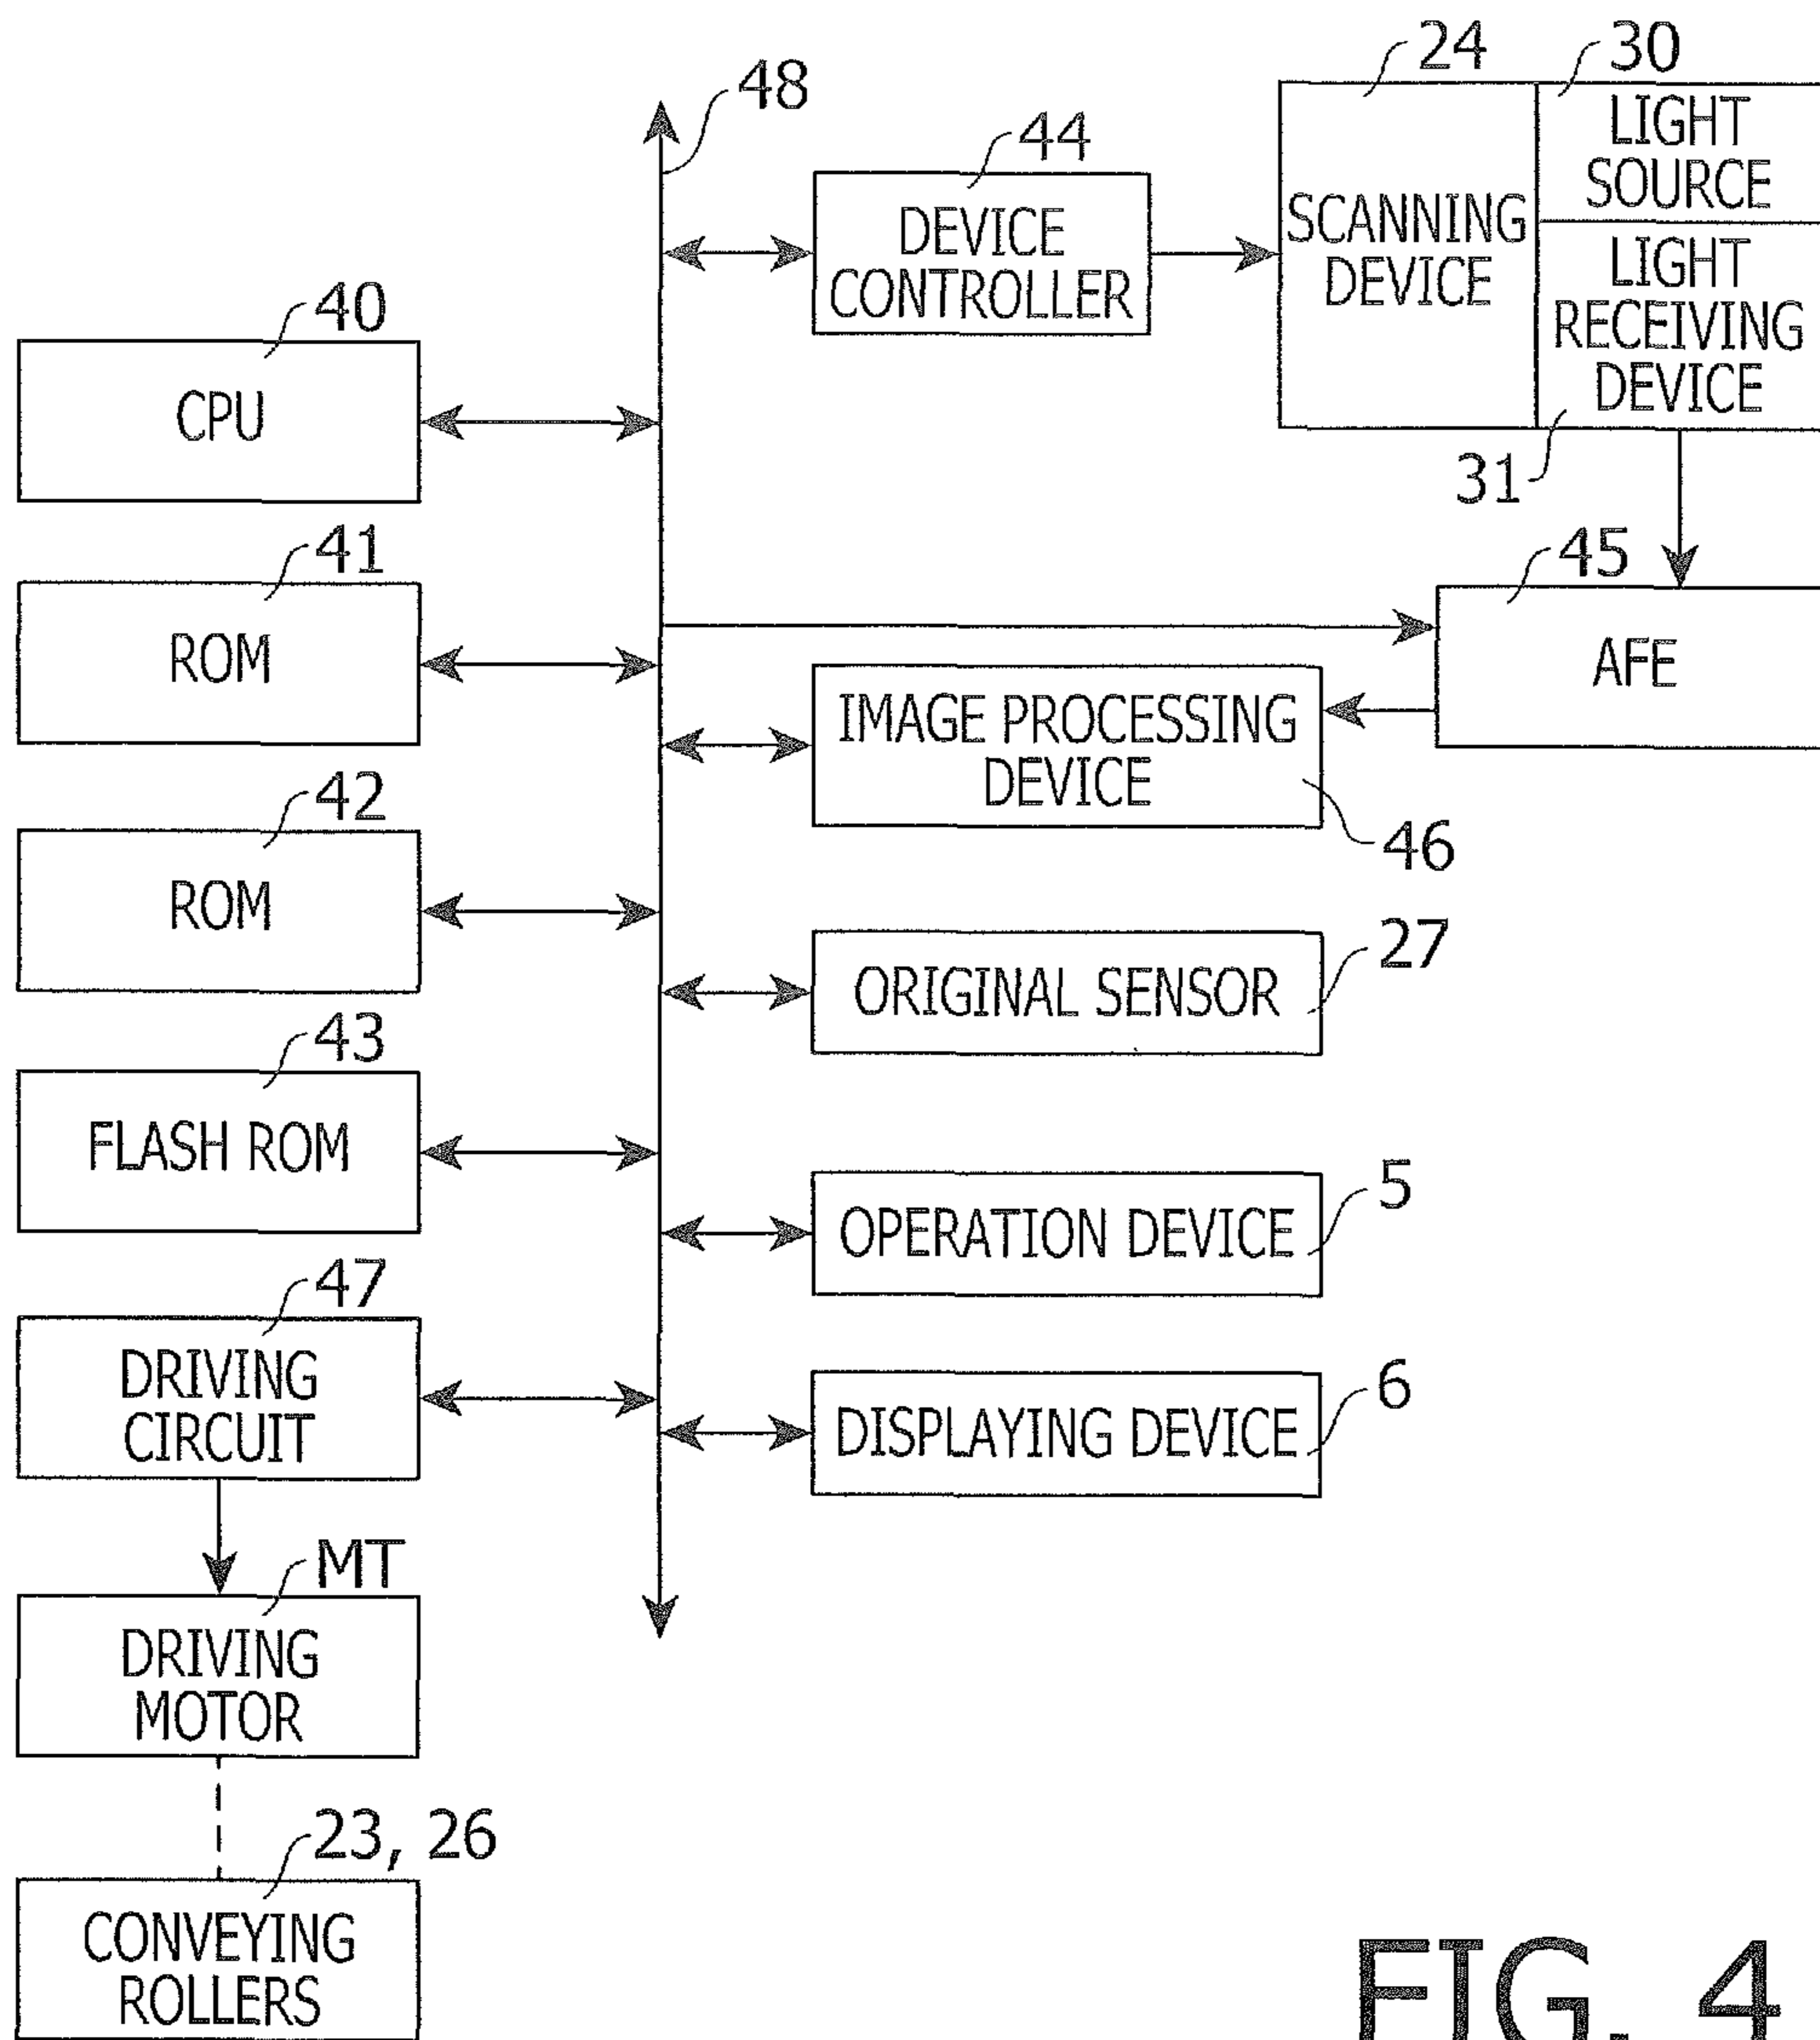 48
24
30
44
SCANNING
DEVICE
LIGHT
SOURCE
LIGHT
RECEIVING
DEVICE
31
DEVICE
CONTROLLER
40
CPU
41
ROM
45
AFE
IMAGE PROCESSING
DEVICE
46
42
ROM
27
ORIGINAL SENSOR
43
FLASH ROM
5
OPERATION DEVICE
47
DRIVING
CIRCUIT
6
DISPLAYING DEVICE
MT
DRIVING
MOTOR
23, 26
CONVEYING
ROLLERS
FIG. 4